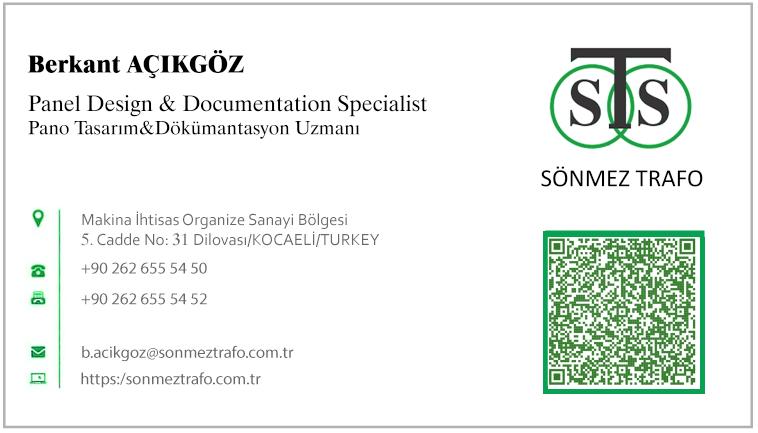 Berkant AÇIKGÖZ
Panel Design & Documentation Specialist
Pano Tasarım&Dökümantasyon Uzmanı
STS
SÖNMEZ TRAFO
Makina İhtisas Organize Sanayi Bölgesi
5. Cadde No: 31 Dilovası/KOCAELİ/TURKEY
+90 262 655 54 50
+90 262 655 54 52
b.acikgoz@sonmeztrafo.com.tr
https:/sonmeztrafo.com.tr